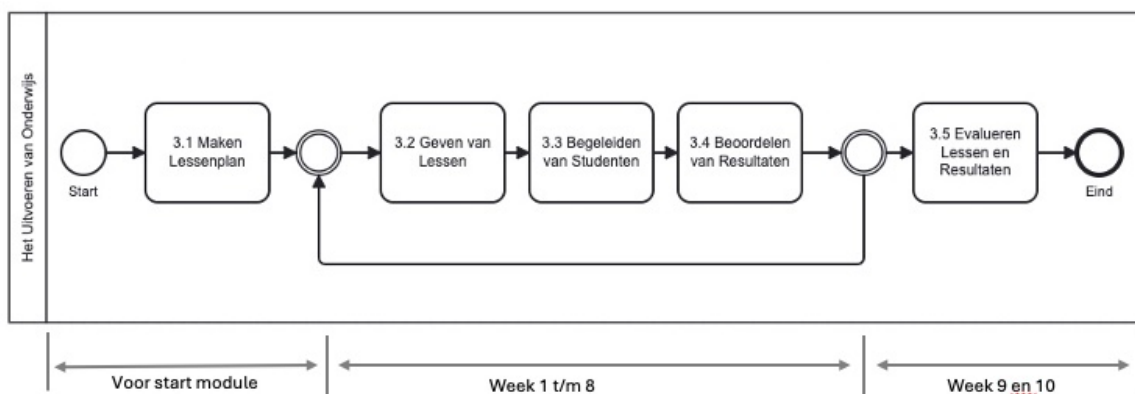 Het Uitvoeren van Onderwijs
Start
3.1 Maken
Lessenplan
3.2 Geven van
Lessen
3.3 Begeleiden
van Studenten
3.4 Beoordelen
van Resultaten
3.5 Evalueren
Lessen en
Resultaten
Eind
Voor start module
Week 1 t/m 8
Week 9 en 10